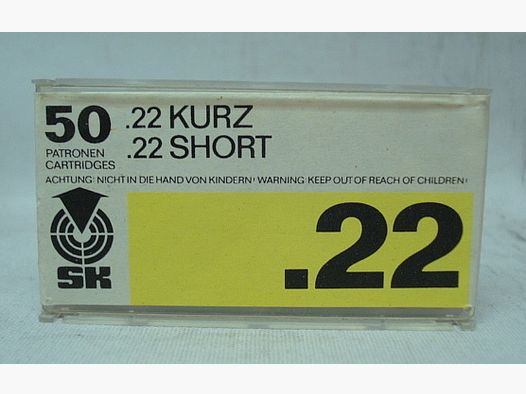 50 .22 KURZ
PATRONEN .22 SHORT
CARTRIDGES
ACHTUNG! NICHT IN DIE HAND VON KINDERN! WARNING! KEEP OUT OF REACH OF CHILDREN!
SK
.22